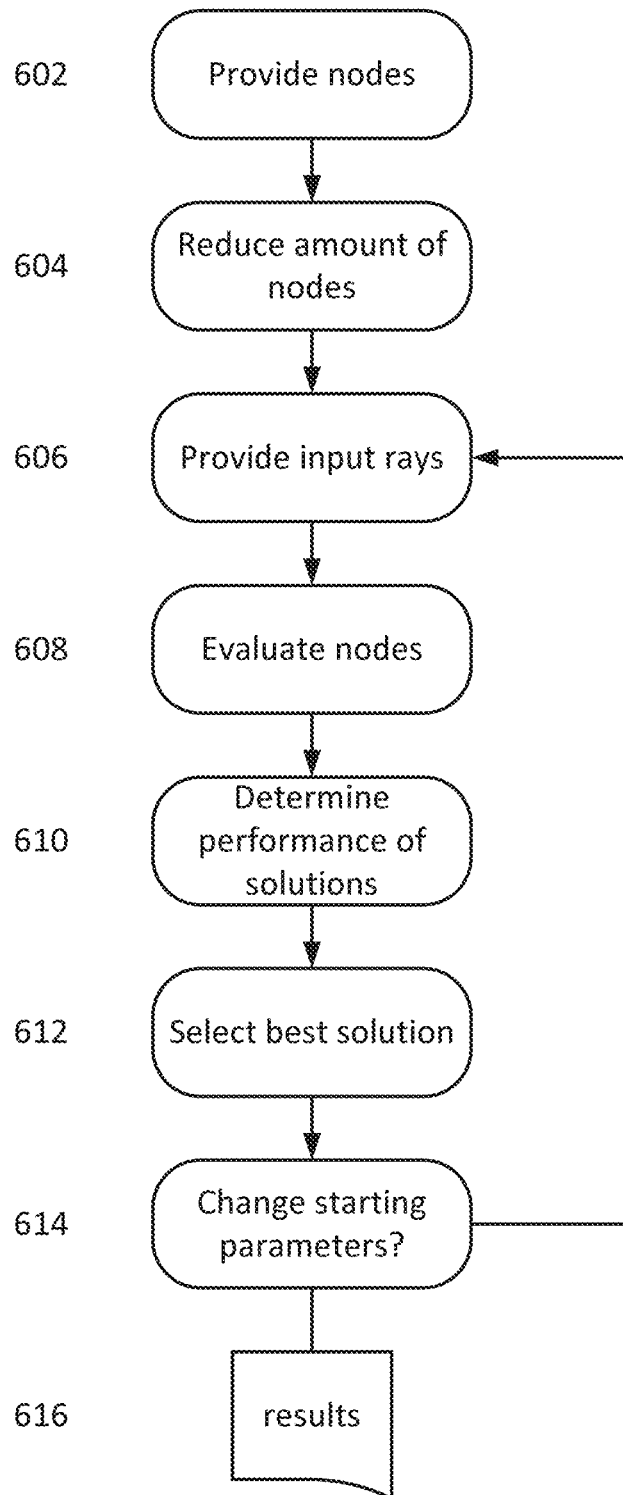 602
Provide nodes
604
Reduce amount of
nodes
606
Provide input rays
608
Evaluate nodes
610
Determine
performance of
solutions
612
Select best solution
614
Change starting
parameters?
616
results